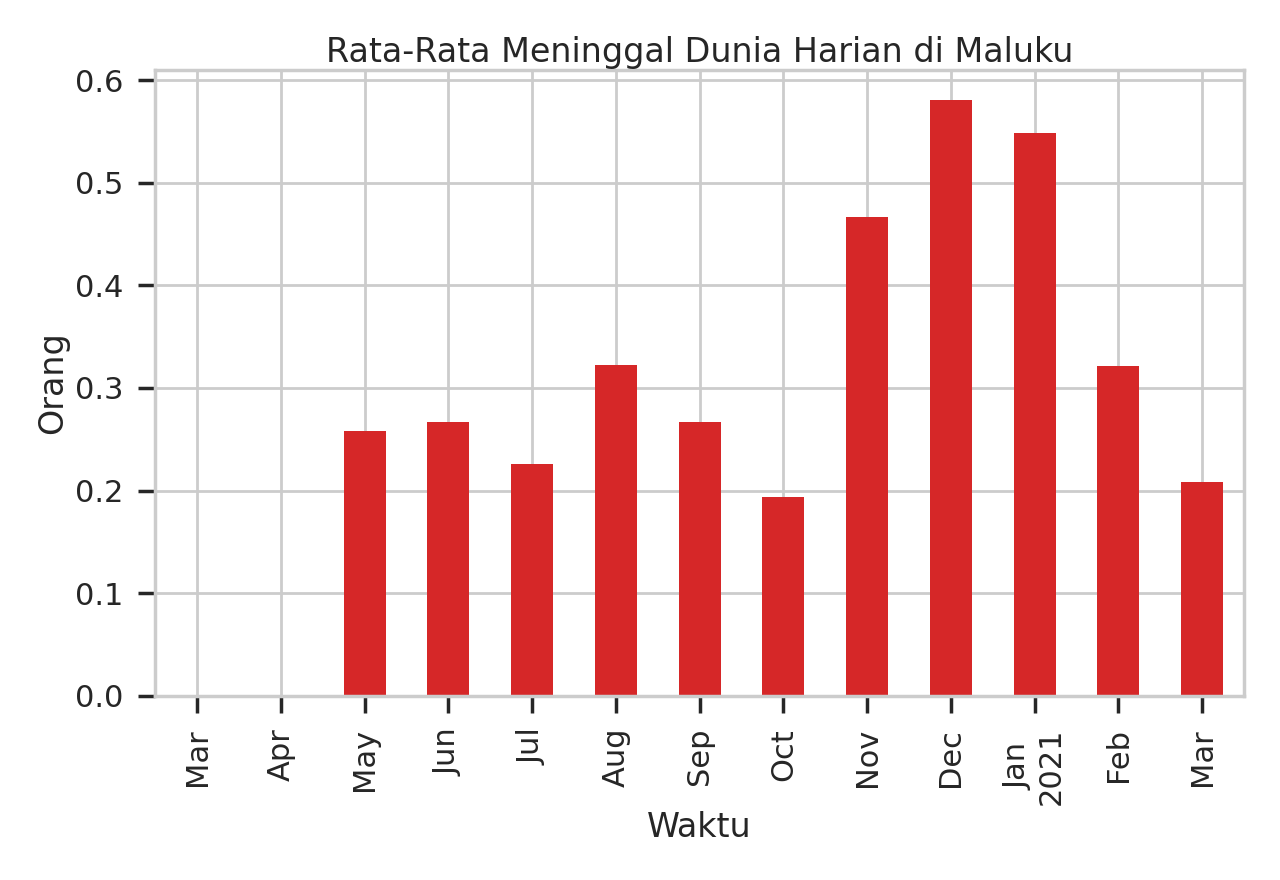 Rata-Rata Meninggal Dunia Harian di Maluku
0.6
0.5
0.4
0.3
0.2
0.1
0.0
Orang
Mar
Apr
May
Jun
Jul
Aug
Sep
Oct
Nov
Dec
Jan
2021
Feb
Mar
Waktu